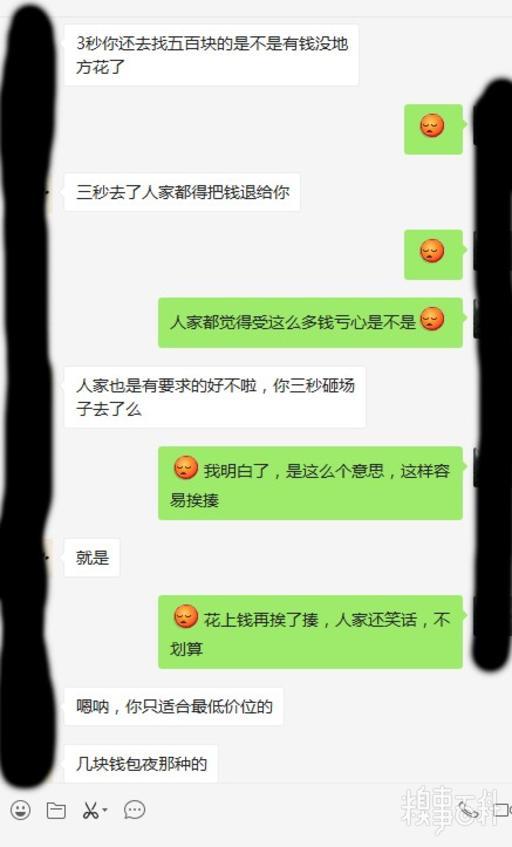 3秒你还去找五百块的是不是有钱没地
方花了
三秒去了人家都得把钱退给你
人家都觉得受这么多钱亏心是不是
人家也是有要求的好不啦，你三秒砸场
子去了么
我明白了，是这么个意思，这样容
易挨揍
就是
花上钱再挨了揍，人家还笑话，不
划算
嗯呐，你只适合最低价位的
几块钱包夜那种的
糗事百科